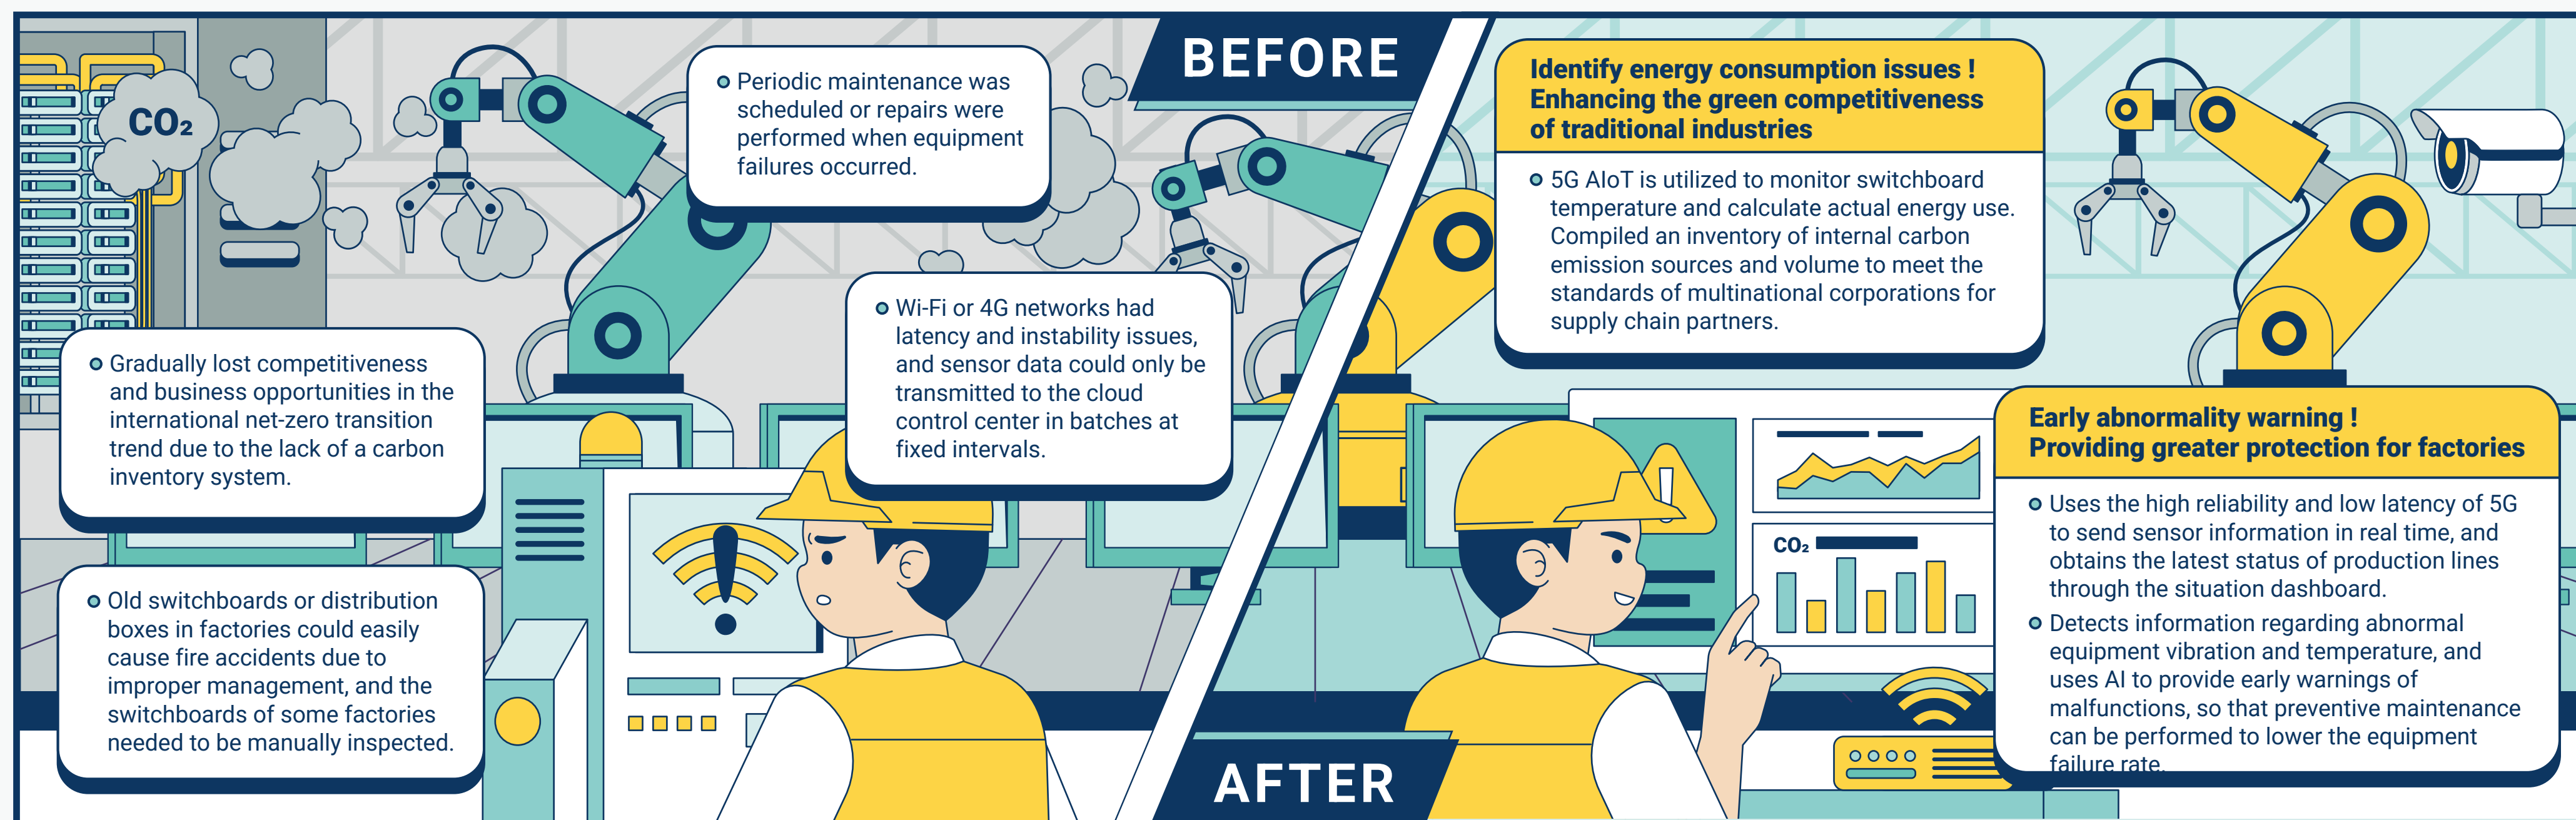 BEFORE
CO₂
Periodic maintenance was
scheduled or repairs were
performed when equipment
failures occurred.
Wi-Fi or 4G networks had
latency and instability issues,
and sensor data could only be
transmitted to the cloud
control center in batches at
fixed intervals.
Gradually lost competitiveness
and business opportunities in the
international net-zero transition
trend due to the lack of a carbon
inventory system.
Old switchboards or distribution
boxes in factories could easily
cause fire accidents due to
improper management, and the
switchboards of some factories
needed to be manually inspected.
AFTER
Identify energy consumption issues !
Enhancing the green competitiveness
of traditional industries
5G AIoT is utilized to monitor switchboard
temperature and calculate actual energy use.
Compiled an inventory of internal carbon
emission sources and volume to meet the
standards of multinational corporations for
supply chain partners.
CO₂
Early abnormality warning !
Providing greater protection for factories
Uses the high reliability and low latency of 5G
to send sensor information in real time, and
obtains the latest status of production lines
through the situation dashboard.
Detects information regarding abnormal
equipment vibration and temperature, and
uses AI to provide early warnings of
malfunctions, so that preventive maintenance
can be performed to lower the equipment
failure rate.